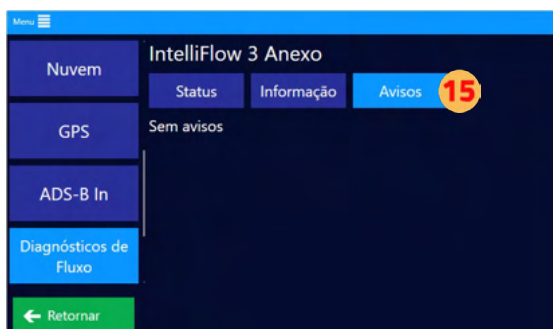 Menu
IntelliFlow 3 Anexo
Nuvem
Status Informação Avisos 15
Sem avisos
GPS
ADS-B In
Diagnósticos de
Fluxo
Retornar